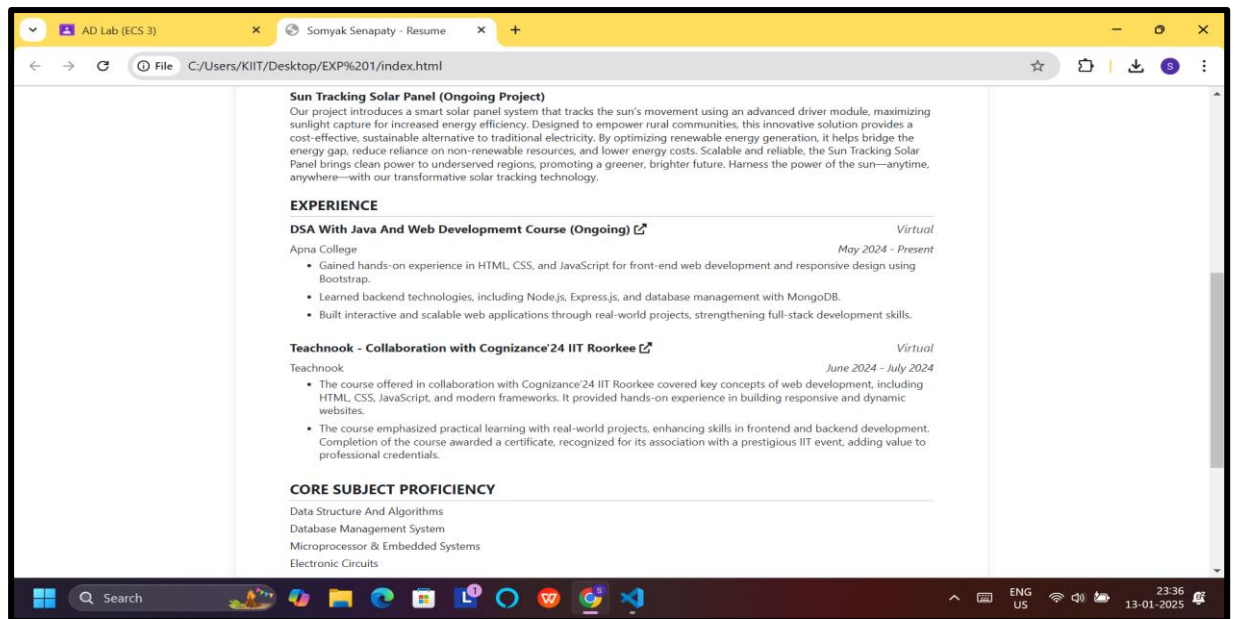 AD Lab (ECS 3)
Somyak Senapaty - Resume
File
C:/Users/KIIT/Desktop/EXP%201/index.html
S
Sun Tracking Solar Panel (Ongoing Project)
Our project introduces a smart solar panel system that tracks the sun's movement using an advanced driver module, maximizing
sunlight capture for increased energy efficiency. Designed to empower rural communities, this innovative solution provides a
cost-effective, sustainable alternative to traditional electricity. By optimizing renewable energy generation, it helps bridge the
energy gap, reduce reliance on non-renewable resources, and lower energy costs. Scalable and reliable, the Sun Tracking Solar
Panel brings clean power to underserved regions, promoting a greener, brighter future. Harness the power of the sun—anytime,
anywhere—with our transformative solar tracking technology.
EXPERIENCE
DSA With Java And Web Developmemt Course (Ongoing) Virtual
Apna College May 2024 - Present
• Gained hands-on experience in HTML, CSS, and JavaScript for front-end web development and responsive design using
Bootstrap.
• Learned backend technologies, including Node.js, Express.js, and database management with MongoDB.
• Built interactive and scalable web applications through real-world projects, strengthening full-stack development skills.
Teachnook - Collaboration with Cognizance'24 IIT Roorkee Virtual
Teachnook June 2024 - July 2024
• The course offered in collaboration with Cognizance'24 IIT Roorkee covered key concepts of web development, including
HTML, CSS, JavaScript, and modern frameworks. It provided hands-on experience in building responsive and dynamic
websites.
• The course emphasized practical learning with real-world projects, enhancing skills in frontend and backend development.
Completion of the course awarded a certificate, recognized for its association with a prestigious IIT event, adding value to
professional credentials.
CORE SUBJECT PROFICIENCY
Data Structure And Algorithms
Database Management System
Microprocessor & Embedded Systems
Electronic Circuits
Search
L
1
W
S
ENG
US
23:36
13-01-2025